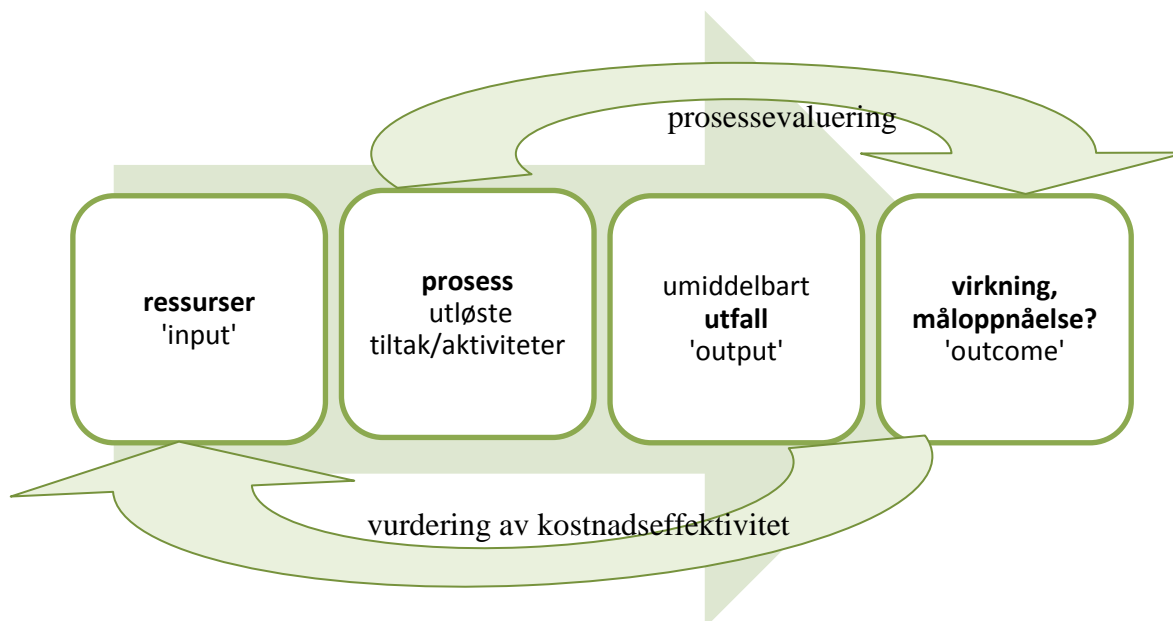 prosessevaluering
ressurser
'input'
prosess
utløste
tiltak/aktiviteter
umiddelbart
utfall
'output'
virkning,
måloppnåelse?
'outcome'
vurdering av kostnadseffektivitet